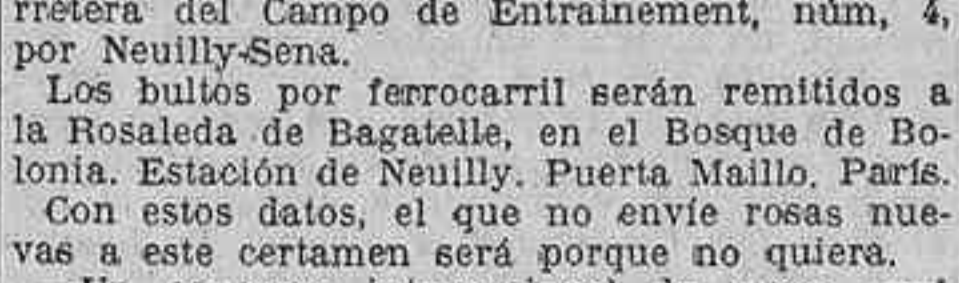 rretera del Campo de Entrainement, núm, 4,
por Neuilly-Sena.
Los bultos por ferrocarril serán remitidos a
la Rosaleda de Bagatelle, en el Bosque de Bo-
lonia. Estación de Neuilly. Puerta Maillo. París.
Con estos datos, el que no envíe rosas nue-
vas a este certamen será porque no quiera.